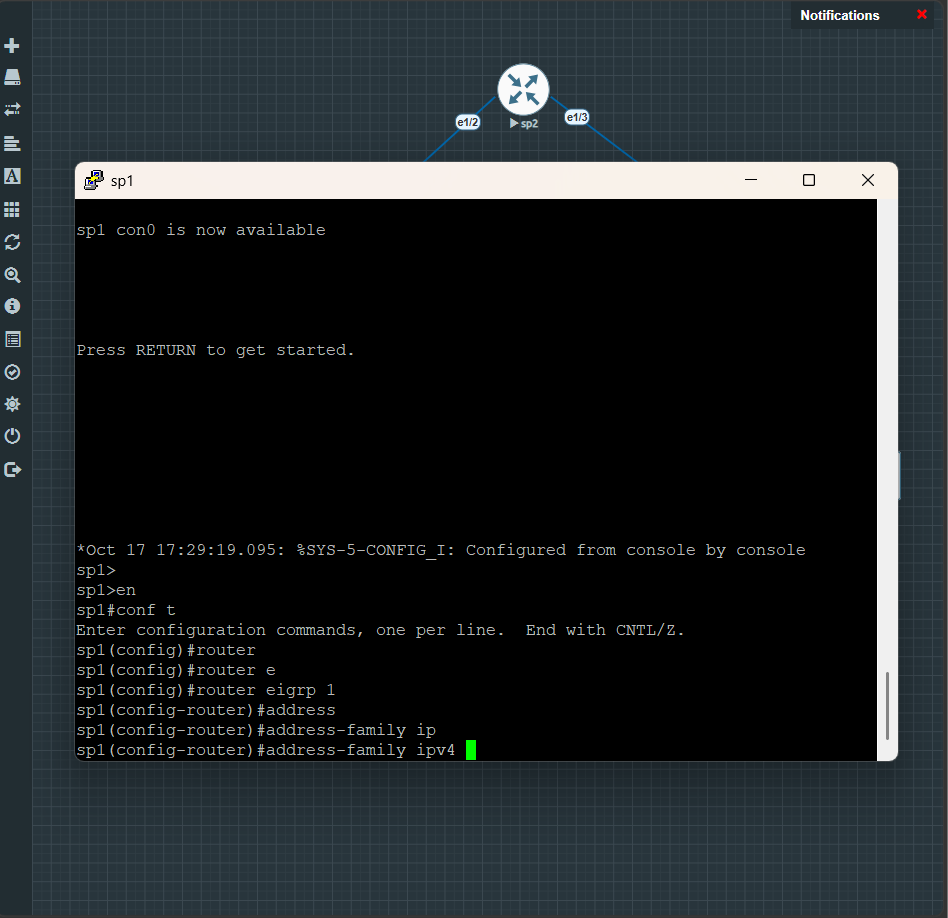 Notifications
e1/2
sp2
e1/3
sp1
sp1 con0 is now available
Press RETURN to get started.
*Oct 17 17:29:19.095: %SYS-5-CONFIG_I: Configured from console by console
sp1>
sp1>en
sp1#conf t
Enter configuration commands, one per line.  End with CNTL/Z.
sp1(config)#router
sp1(config)#router e
sp1(config)#router eigrp 1
sp1(config-router)#address
sp1(config-router)#address-family ip
sp1(config-router)#address-family ipv4